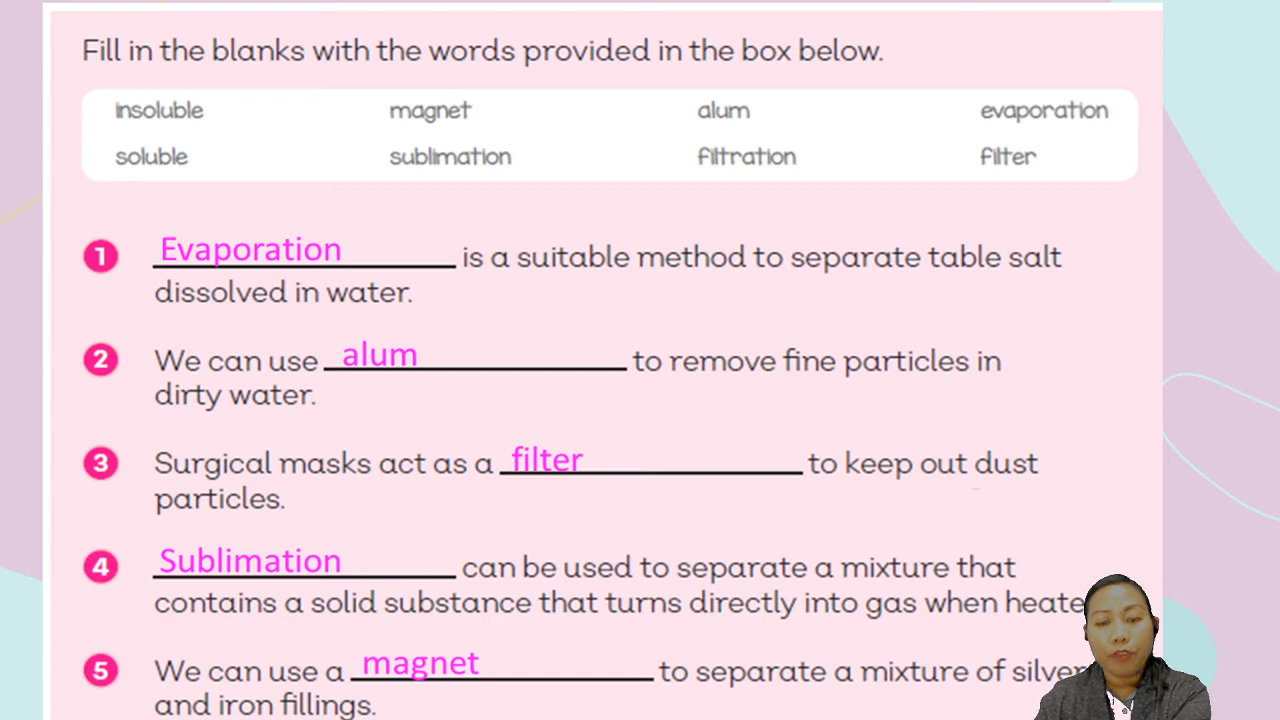 Fill in the blanks with the words provided in the box below.
insoluble magnet alum evaporation
soluble sublimation filtration filter
1 Evaporation is a suitable method to separate table salt
dissolved in water.
2 We can use alum to remove fine particles in
dirty water.
3 Surgical masks act as a filter to keep out dust
particles.
4 Sublimation can be used to separate a mixture that
contains a solid substance that turns directly into gas when heate
5 We can use a magnet to separate a mixture of silver
and iron fillings.